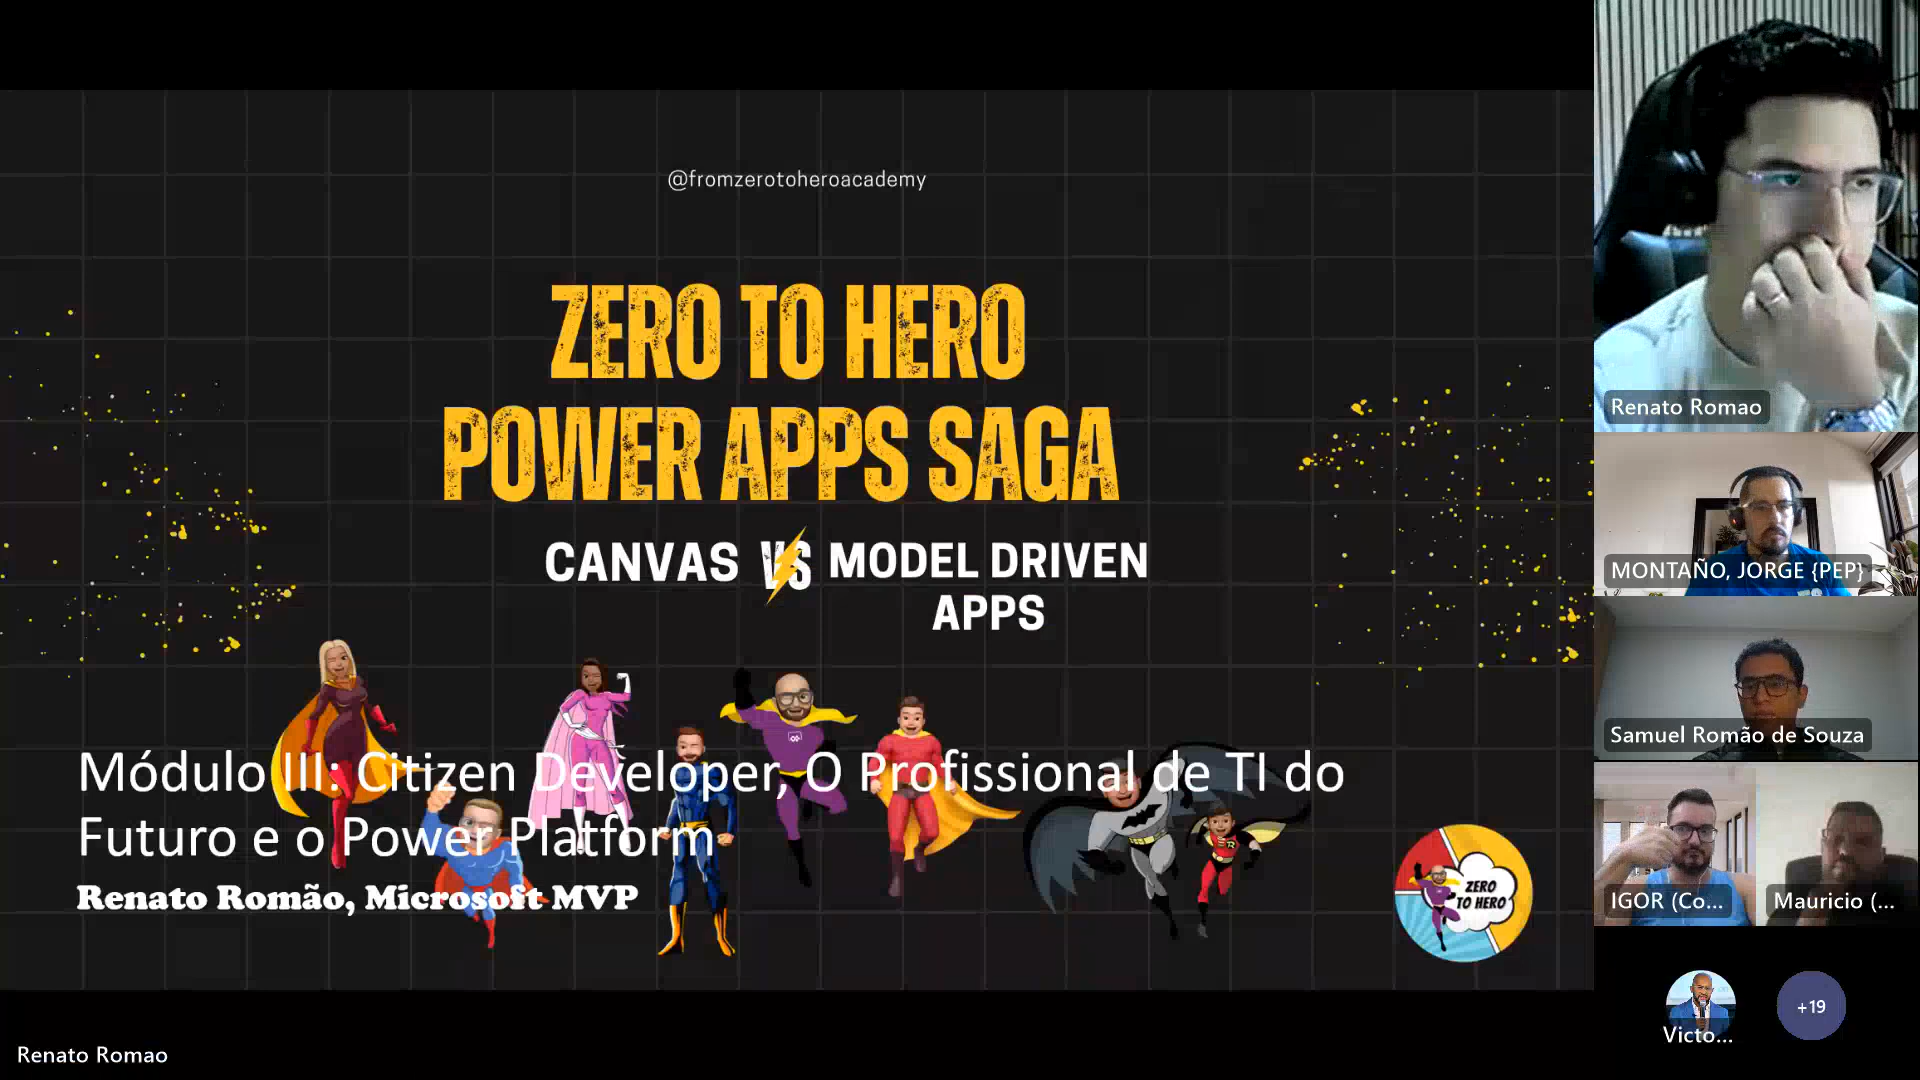 @fromzerotoheroacademy
ZERO TO HERO
POWER APPS SAGA
CANVAS VS MODEL DRIVEN
APPS
Módulo III: Citizen Developer, O Profissional de TI do
Futuro e o Power Platform
Renato Romão, Microsoft MVP
ZERO
TO HERO
Renato Romao
Renato Romao
MONTAÑO, JORGE {PEP}
Samuel Romão de Souza
IGOR (Co...
Mauricio (...
Victo...
+19